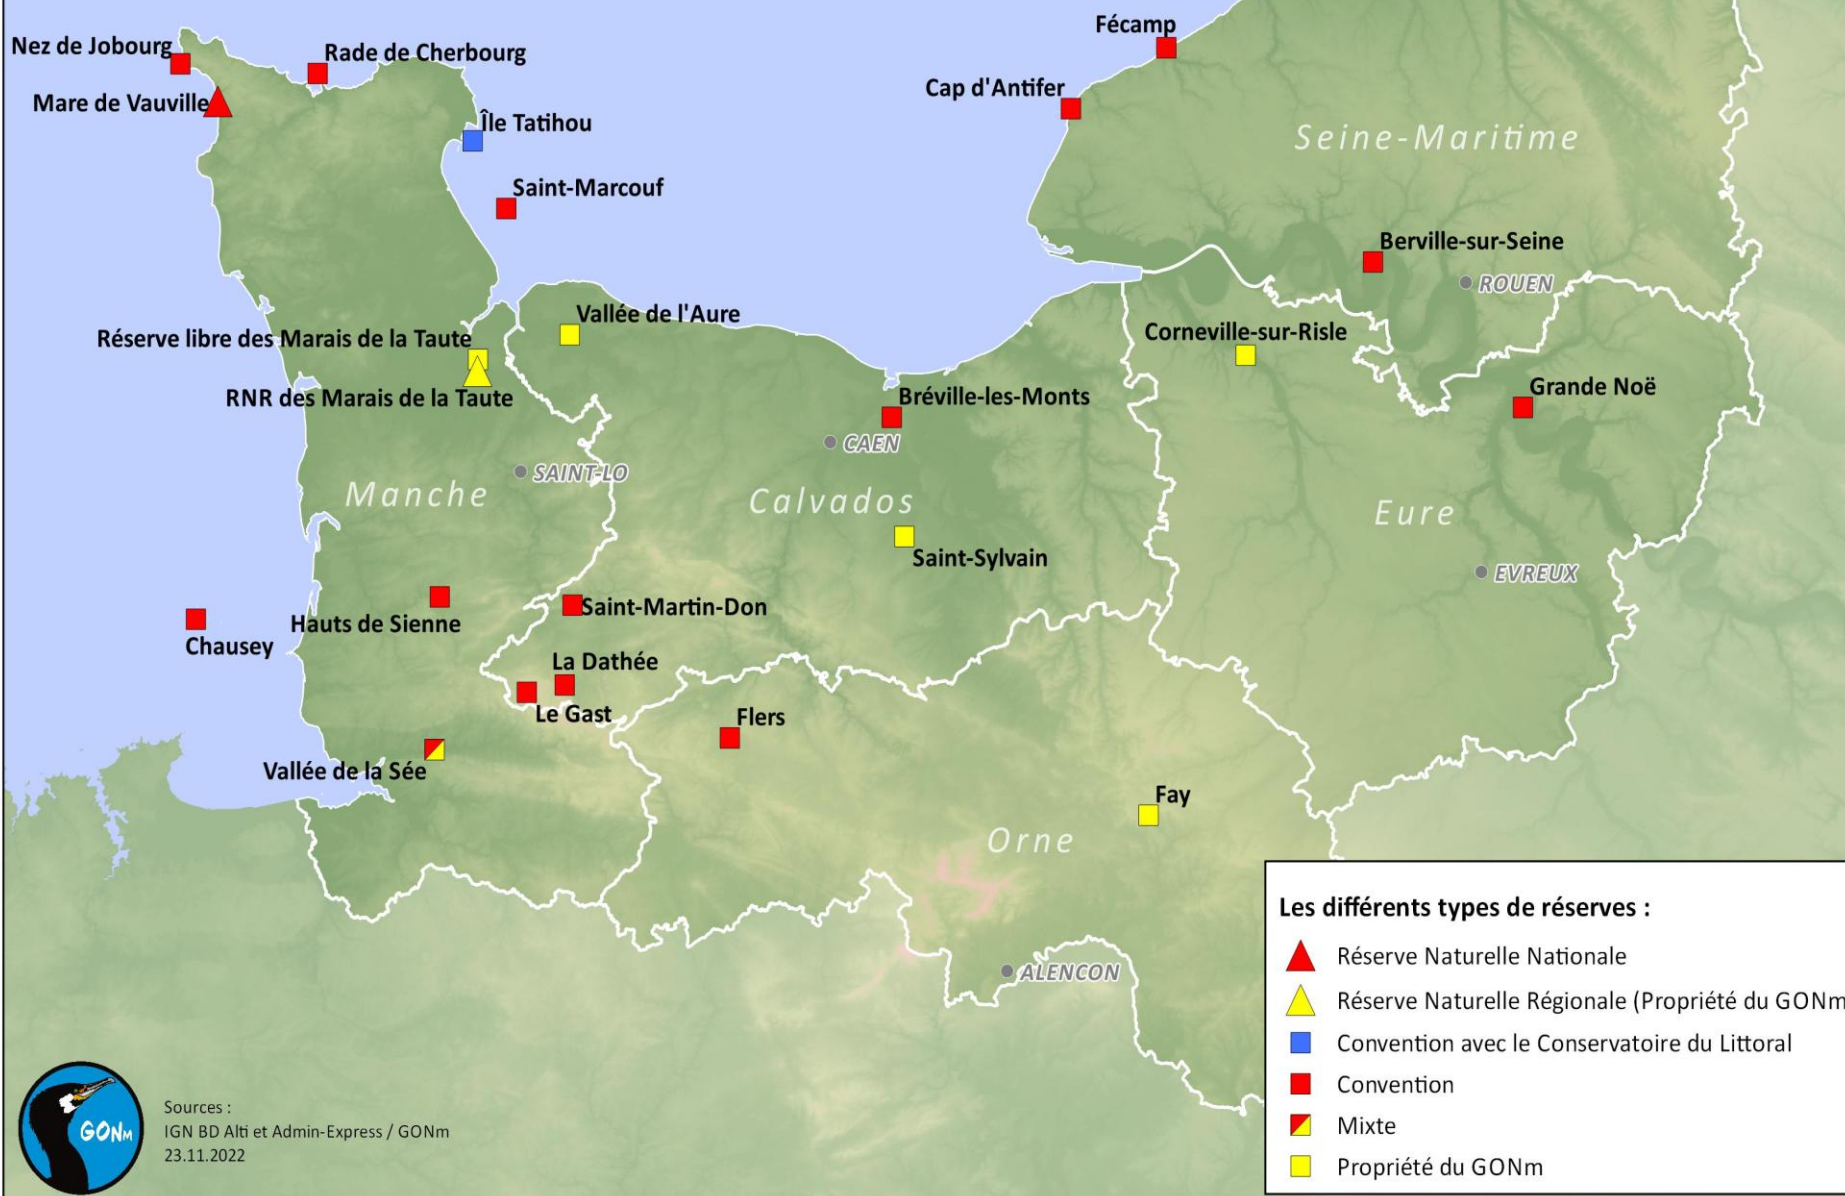 Fécamp
Nez de Jobourg
Rade de Cherbourg
Cap d'Antifer
Mare de Vauville
Île Tatihou
Seine-Maritime
Saint-Marcouf
Berville-sur-Seine
ROUEN
Vallée de l'Aure
Corneville-sur-Risle
Réserve libre des Marais de la Taute
Grande Noë
RNR des Marais de la Taute
Bréville-les-Monts
CAEN
SAINT-LO
Manche
Calvados
Eure
Saint-Sylvain
EVREUX
Saint-Martin-Don
Hauts de Sienne
Chausey
La Dathée
Le Gast
Flers
Vallée de la Sée
Fay
Orne
ALENCON
Les différents types de réserves :
Réserve Naturelle Nationale
Réserve Naturelle Régionale (Propriété du GONm
Convention avec le Conservatoire du Littoral
Convention
Mixte
Propriété du GONm
GONm
Sources :
IGN BD Alti et Admin-Express / GONm
23.11.2022